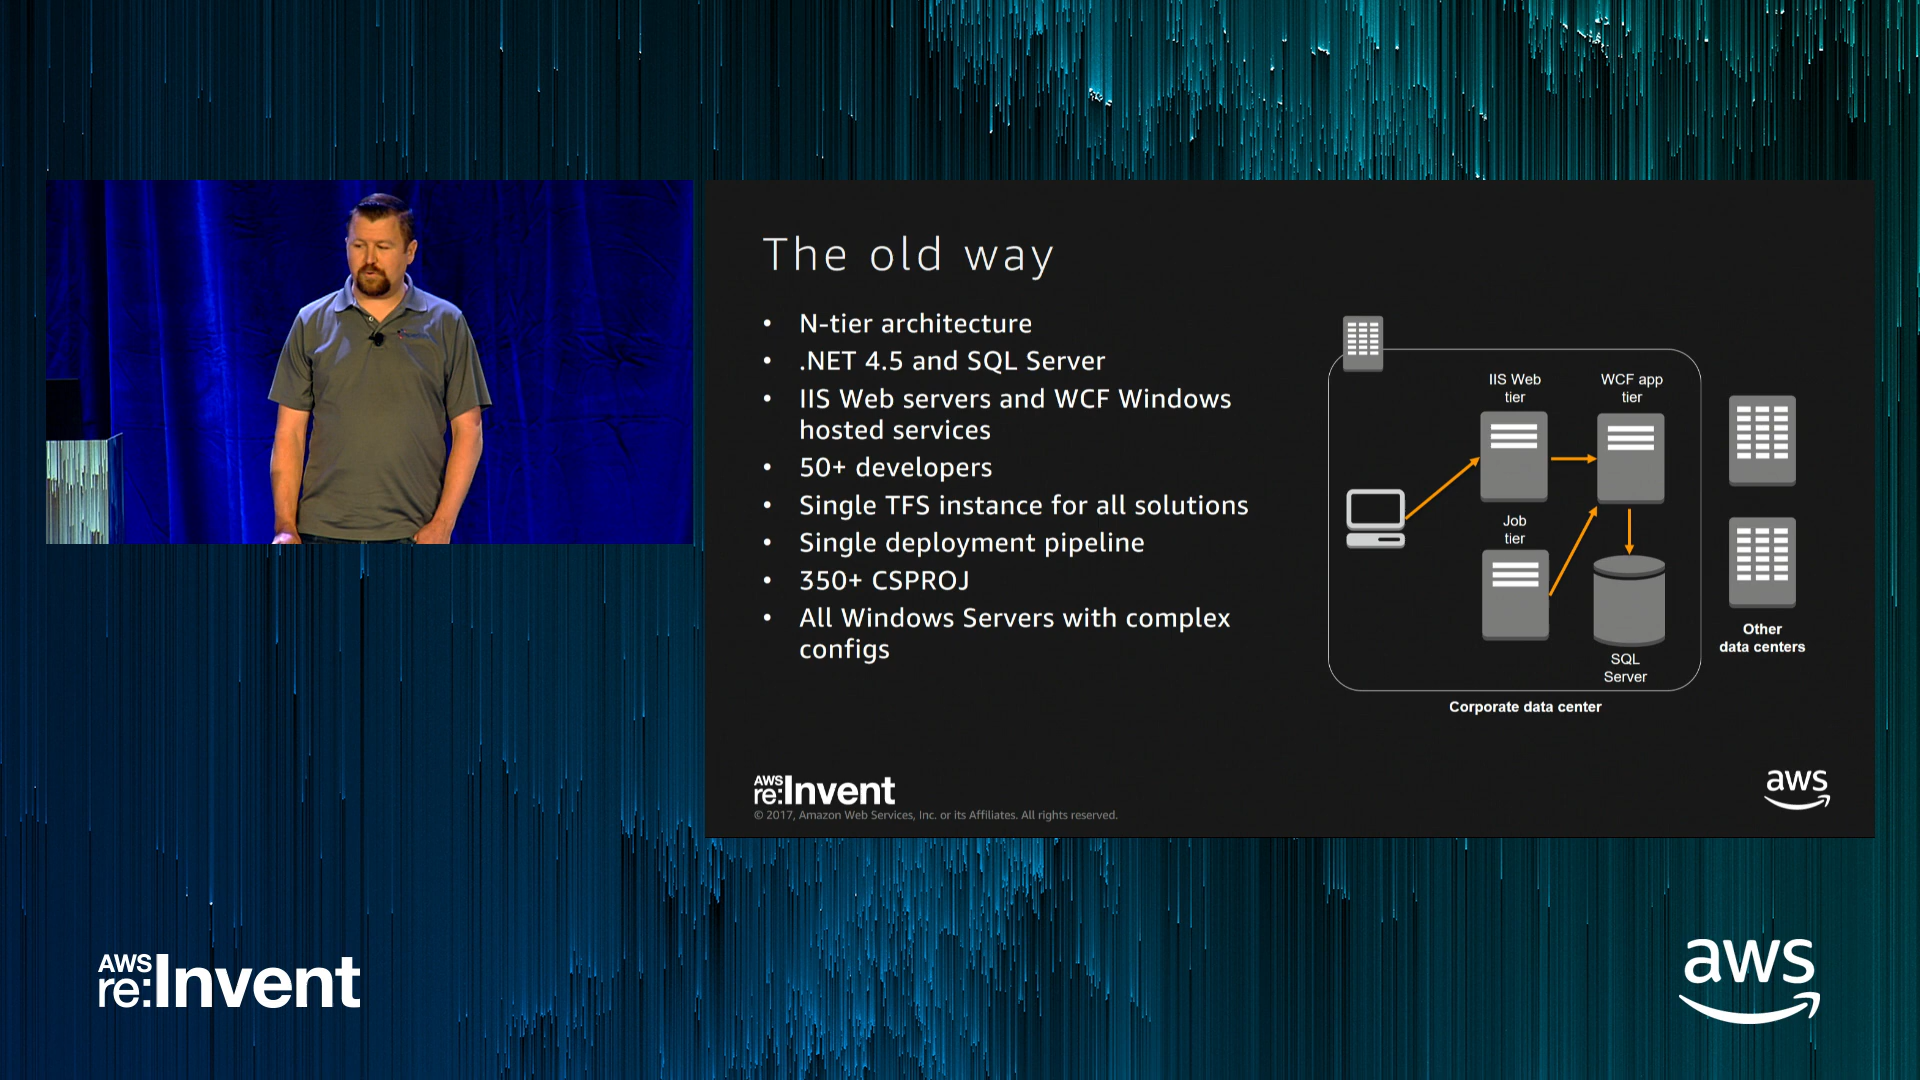 The old way
• N-tier architecture
• .NET 4.5 and SQL Server
• IIS Web servers and WCF Windows
hosted services
• 50+ developers
• Single TFS instance for all solutions
• Single deployment pipeline
• 350+ CSPROJ
• All Windows Servers with complex
configs
IIS Web
tier
WCF app
tier
Job
tier
SQL
Server
Corporate data center
Other
data centers
AWS
re:Invent
© 2017, Amazon Web Services, Inc. or its Affiliates. All rights reserved.
aws
AWS
re:Invent
aws